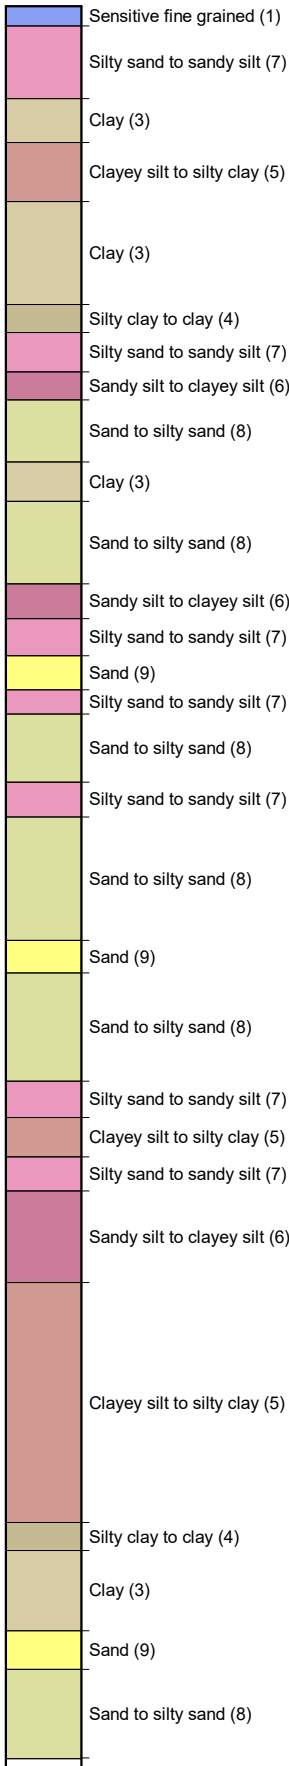 Sensitive fine grained (1)
Silty sand to sandy silt (7)
Clay (3)
Clayey silt to silty clay (5)
Clay (3)
Silty clay to clay (4)
Silty sand to sandy silt (7)
Sandy silt to clayey silt (6)
Sand to silty sand (8)
Clay (3)
Sand to silty sand (8)
Sandy silt to clayey silt (6)
Silty sand to sandy silt (7)
Sand (9)
Silty sand to sandy silt (7)
Sand to silty sand (8)
Silty sand to sandy silt (7)
Sand to silty sand (8)
Sand (9)
Sand to silty sand (8)
Silty sand to sandy silt (7)
Clayey silt to silty clay (5)
Silty sand to sandy silt (7)
Sandy silt to clayey silt (6)
Clayey silt to silty clay (5)
Silty clay to clay (4)
Clay (3)
Sand (9)
Sand to silty sand (8)